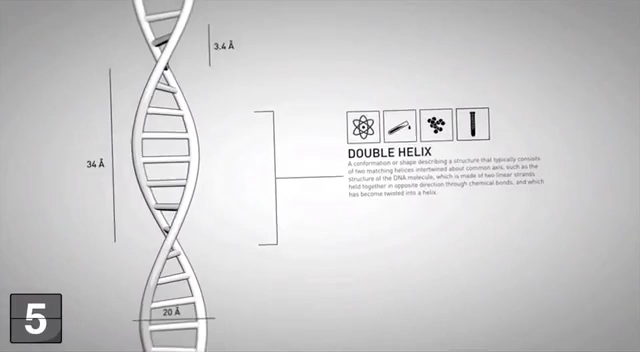 3.4 Å
34 Å
DOUBLE HELIX
A conformation or shape describing a structure that typically consists
of two matching helices intertwined about common axis, such as the
structure of the DNA molecule, which is made of two linear strands
held together in opposite direction through chemical bonds, and which
has become twisted into a helix.
20 Å
5